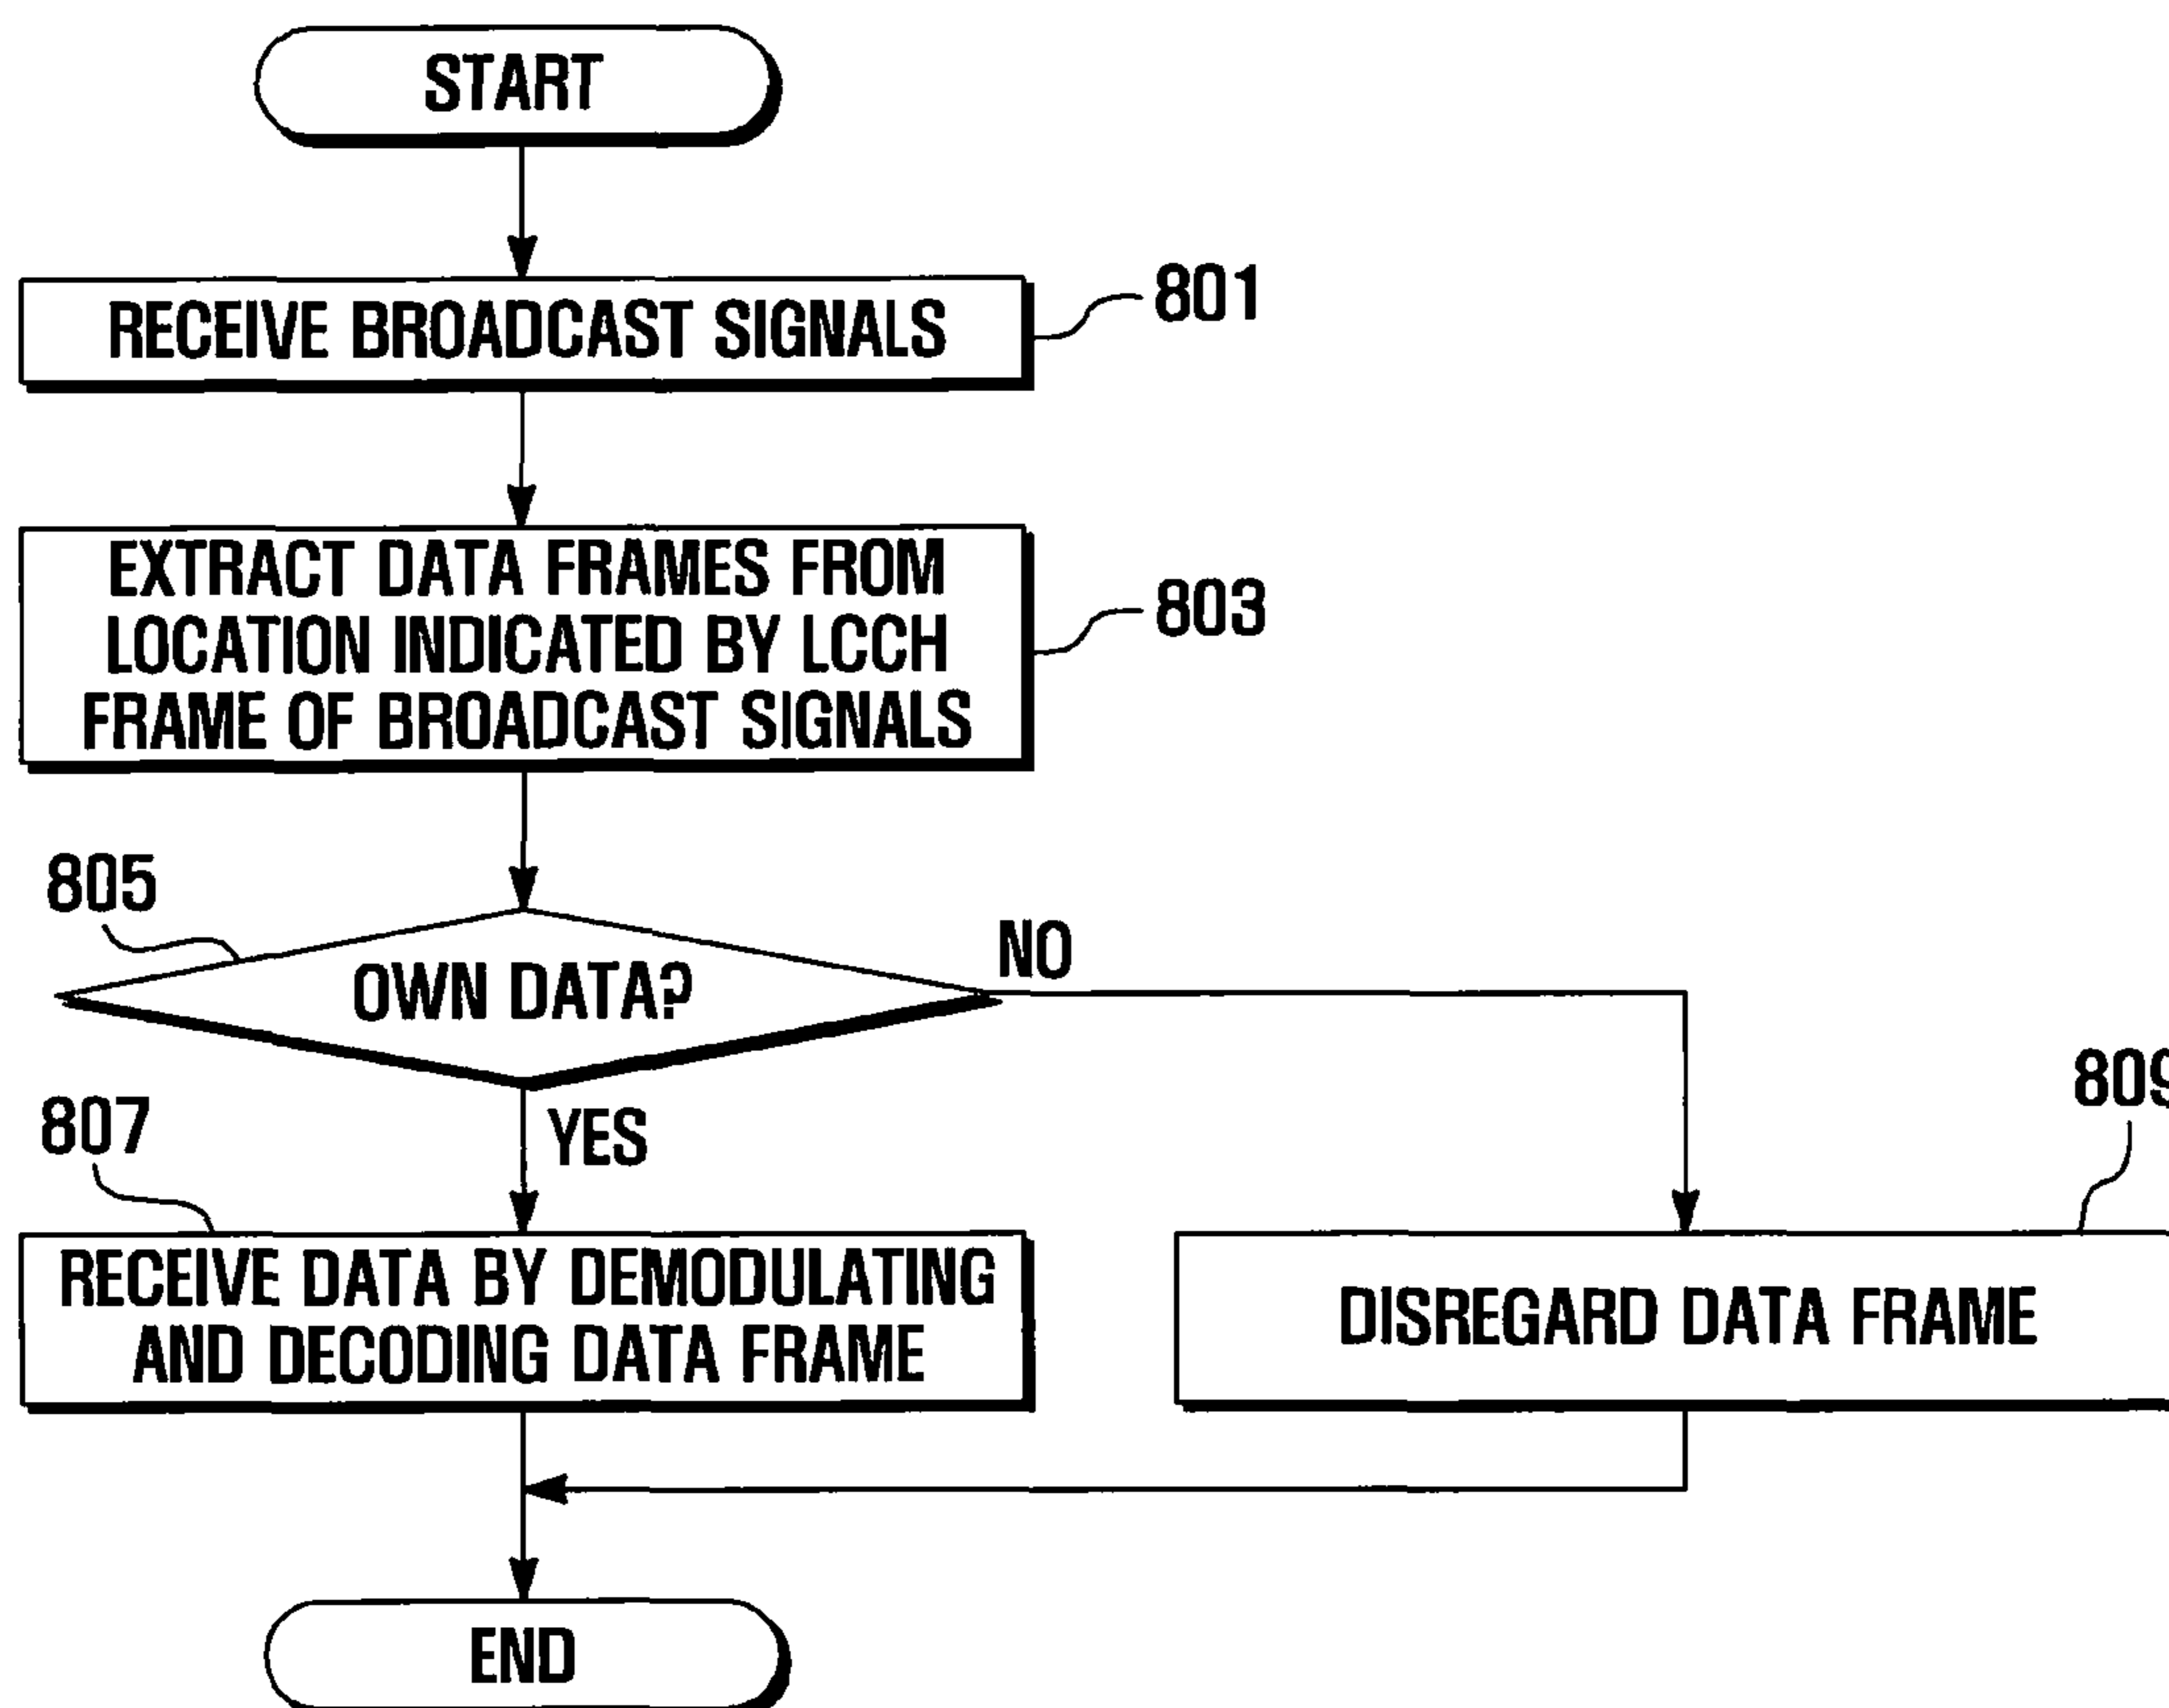 START
RECEIVE BROADCAST SIGNALS
801
EXTRACT DATA FRAMES FROM
LOCATION INDICATED BY LCCH
FRAME OF BROADCAST SIGNALS
803
805
OWN DATA?
NO
YES
807
RECEIVE DATA BY DEMODULATING
AND DECODING DATA FRAME
809
DISREGARD DATA FRAME
END